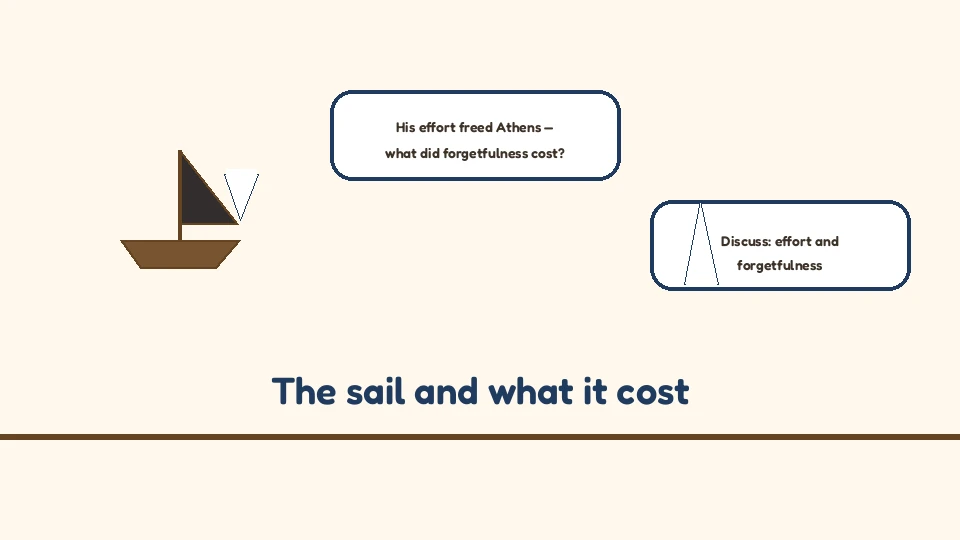 His effort freed Athens –
what did forgetfulness cost?
Discuss: effort and
forgetfulness
The sail and what it cost